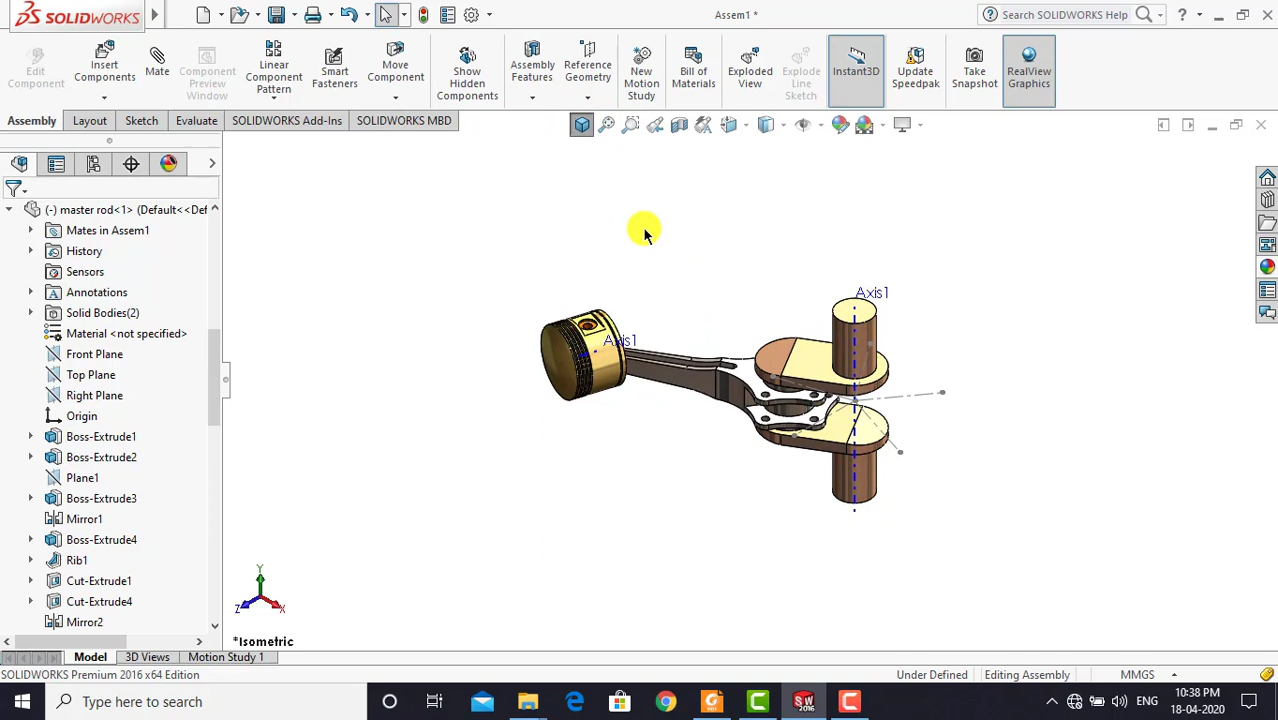 SOLIDWORKS
Assem1 *
Search SOLIDWORKS Help
?
Edit Component
Insert Components
Mate
Component Preview Window
Linear Component Pattern
Smart Fasteners
Move Component
Show Hidden Components
Assembly Features
Reference Geometry
New Motion Study
Bill of Materials
Exploded View
Explode Line Sketch
Instant3D
Update Speedpak
Take Snapshot
RealView Graphics
Assembly
Layout
Sketch
Evaluate
SOLIDWORKS Add-Ins
SOLIDWORKS MBD
(-) master rod<1> (Default<<Def
Mates in Assem1
History
Sensors
Annotations
Solid Bodies(2)
Material <not specified>
Front Plane
Top Plane
Right Plane
Origin
Boss-Extrude1
Boss-Extrude2
Plane1
Boss-Extrude3
Mirror1
Boss-Extrude4
Rib1
Cut-Extrude1
Cut-Extrude4
Mirror2
Axis1
Axis1
Y
Z
X
*Isometric
Model
3D Views
Motion Study 1
SOLIDWORKS Premium 2016 x64 Edition
Under Defined
Editing Assembly
MMGS
Type here to search
SW
2016
ENG
10:38 PM
18-04-2020